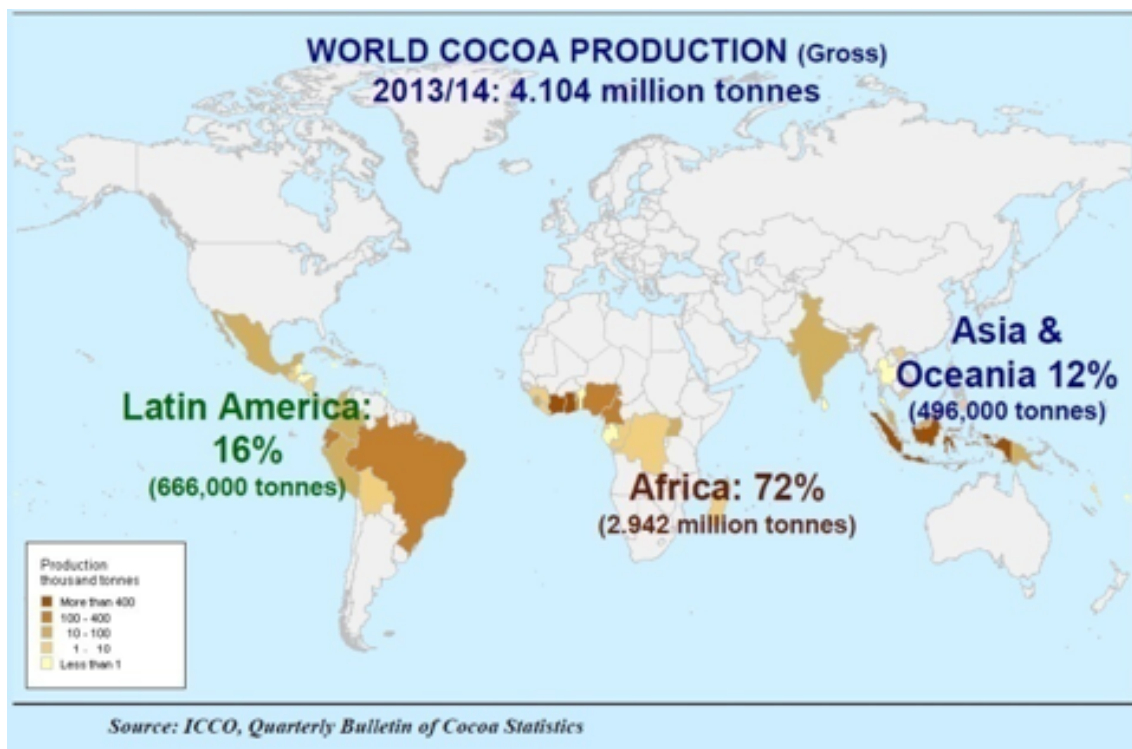 WORLD COCOA PRODUCTION (Gross)
2013/14: 4.104 million tonnes
Asia &
Oceania 12%
(496,000 tonnes)
Latin America:
16%
(666,000 tonnes)
Africa: 72%
(2.942 million tonnes)
Production
thousand tonnes
More than 400
100 - 400
10 - 100
1 - 10
Less than 1
Source: ICCO, Quarterly Bulletin of Cocoa Statistics